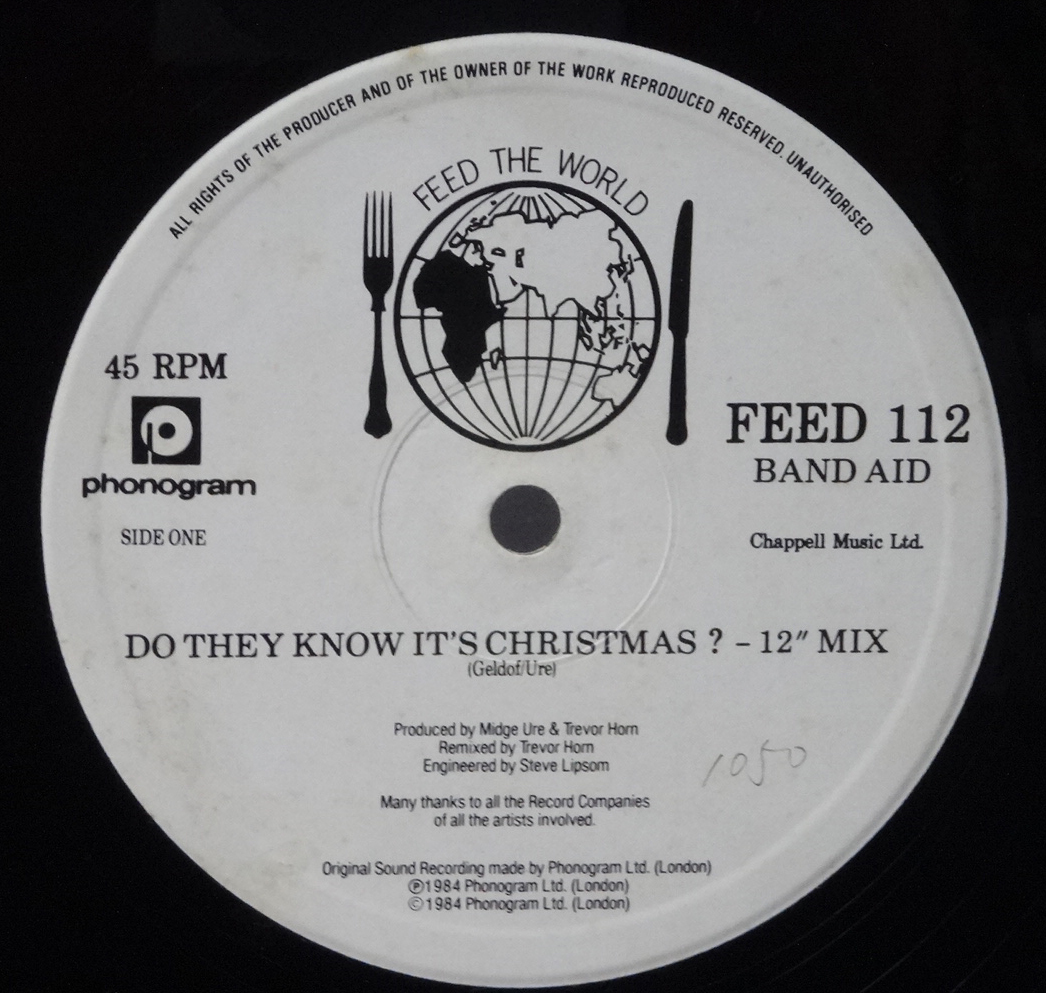 ALL RIGHTS OF THE PRODUCER AND OF THE OWNER OF THE WORK REPRODUCED RESERVED. UNAUTHORISED
FEED THE WORLD
45 RPM
phonogram
SIDE ONE
FEED 112
BAND AID
Chappell Music Ltd.
DO THEY KNOW IT'S CHRISTMAS ? – 12" MIX
(Geldof/Ure)
Produced by Midge Ure & Trevor Horn
Remixed by Trevor Horn
Engineered by Steve Lipsom
1050
Many thanks to all the Record Companies
of all the artists involved.
Original Sound Recording made by Phonogram Ltd. (London)
℗1984 Phonogram Ltd. (London)
©1984 Phonogram Ltd. (London)